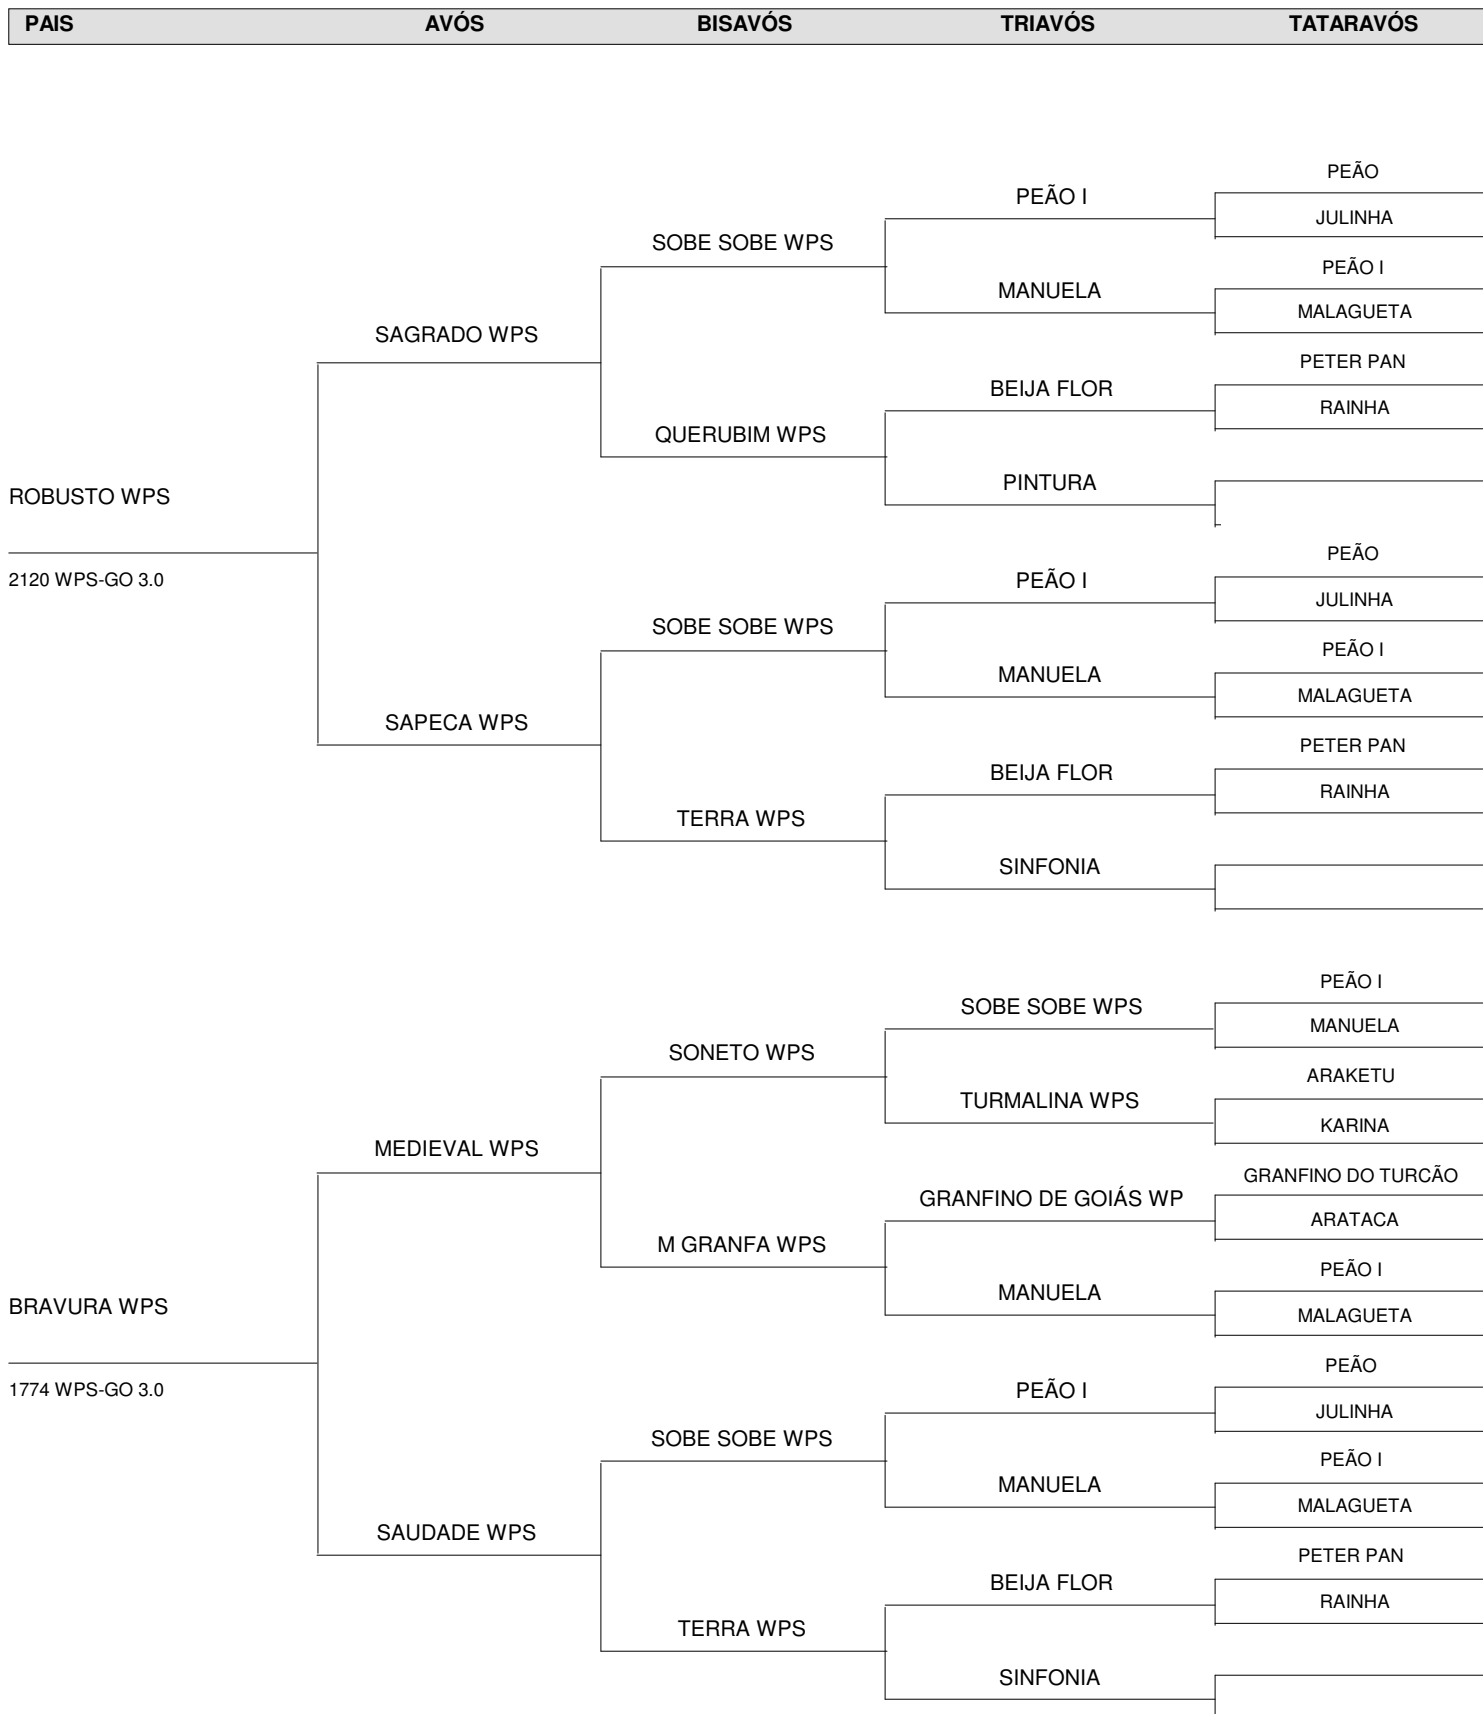 PAIS AVÓS BISAVÓS TRIAVÓS TATARAVÓS
PEÃO
PEÃO I
JULINHA
SOBE SOBE WPS
PEÃO I
MANUELA
MALAGUETA
SAGRADO WPS
PETER PAN
BEIJA FLOR
RAINHA
QUERUBIM WPS
PINTURA
ROBUSTO WPS
PEÃO
2120 WPS-GO 3.0
PEÃO I
JULINHA
SOBE SOBE WPS
PEÃO I
MANUELA
MALAGUETA
SAPECA WPS
PETER PAN
BEIJA FLOR
RAINHA
TERRA WPS
SINFONIA
PEÃO I
SOBE SOBE WPS
MANUELA
SONETO WPS
ARAKETU
TURMALINA WPS
KARINA
MEDIEVAL WPS
GRANFINO DO TURCÃO
GRANFINO DE GOIÁS WP
ARATACA
M GRANFA WPS
PEÃO I
MANUELA
BRAVURA WPS
MALAGUETA
PEÃO
1774 WPS-GO 3.0
PEÃO I
JULINHA
SOBE SOBE WPS
PEÃO I
MANUELA
MALAGUETA
SAUDADE WPS
PETER PAN
BEIJA FLOR
RAINHA
TERRA WPS
SINFONIA